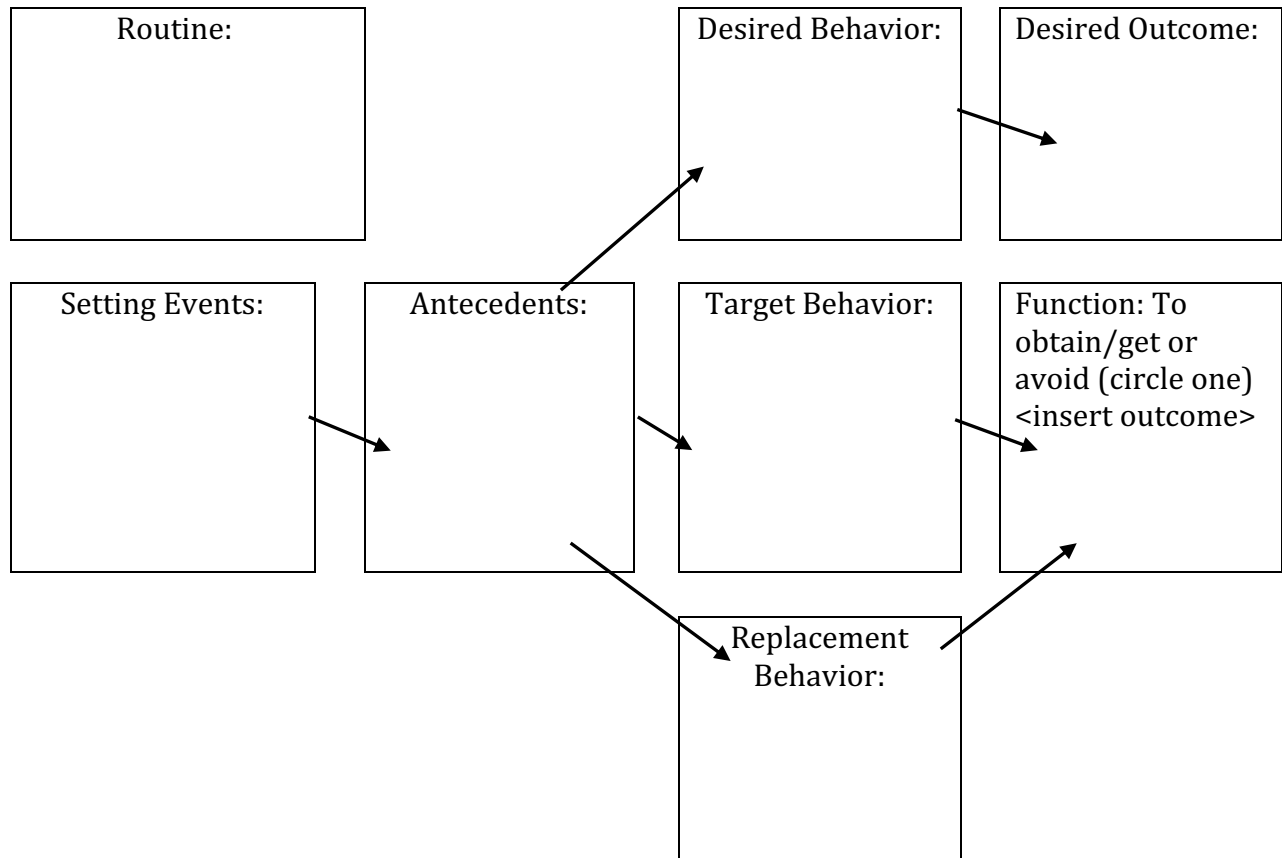 Routine:
Desired Behavior:
Desired Outcome:
Setting Events:
Antecedents:
Target Behavior:
Function: To
obtain/get or
avoid (circle one)
<insert outcome>
Replacement
Behavior: